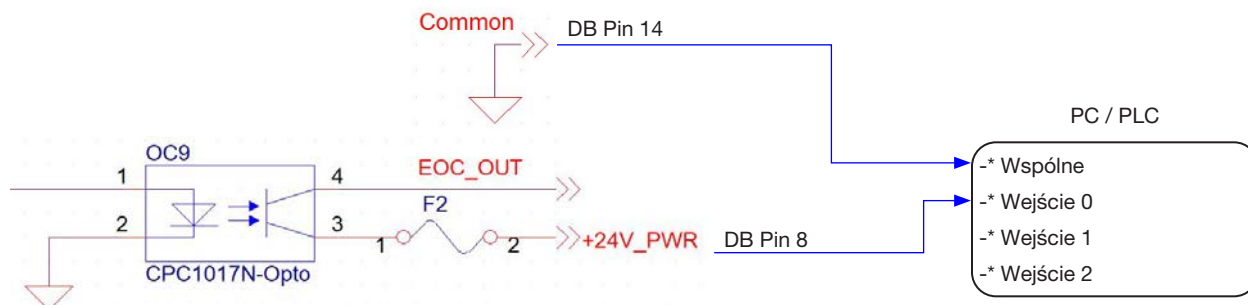 Common
DB Pin 14
PC / PLC
OC9
1
4
EOC_OUT
-* Wspólne
F2
-* Wejście 0
2
3
1
2
+24V_PWR
DB Pin 8
-* Wejście 1
CPC1017N-Opto
-* Wejście 2